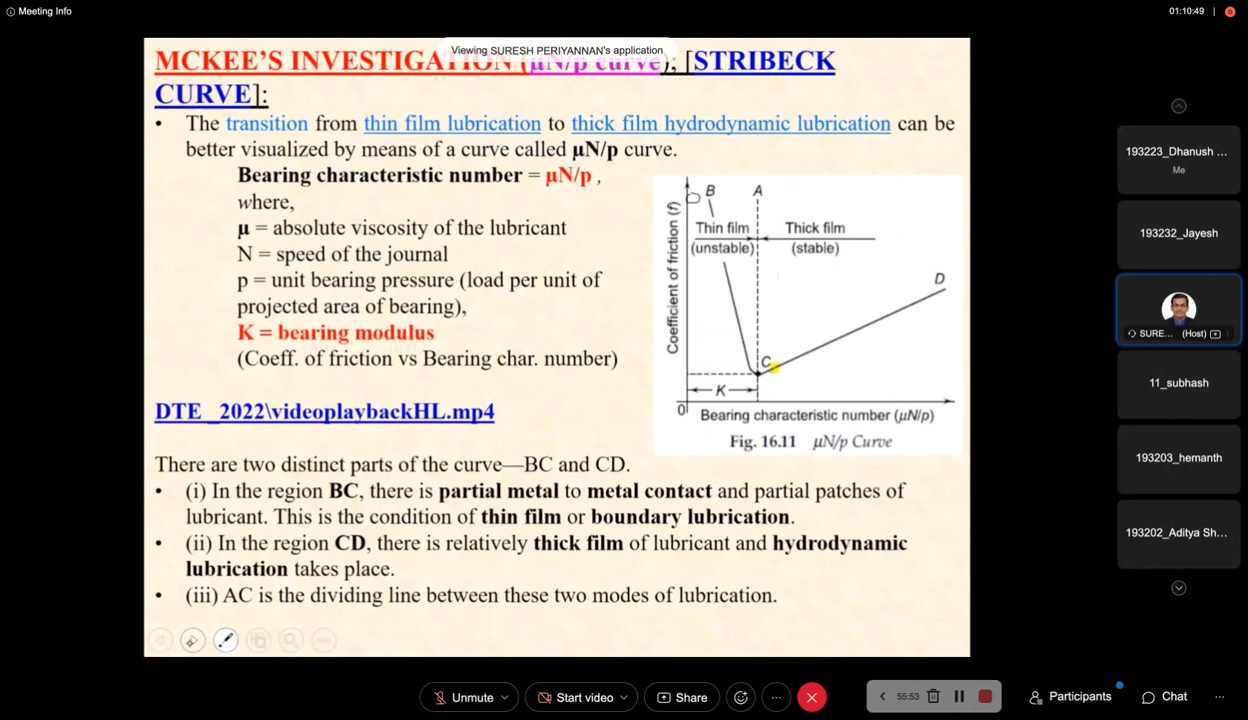 Meeting Info
01:10:49
Viewing SURESH PERIYANNAN's application
MCKEE'S INVESTIGATION (µN/p curve); [STRIBECK
CURVE]:
• The transition from thin film lubrication to thick film hydrodynamic lubrication can be
better visualized by means of a curve called µN/p curve.
Bearing characteristic number = µN/p ,
where,
µ = absolute viscosity of the lubricant
N = speed of the journal
p = unit bearing pressure (load per unit of
projected area of bearing),
K = bearing modulus
(Coeff. of friction vs Bearing char. number)
B
A
Thin film
(unstable)
Thick film
(stable)
D
C
K
0
Coefficient of friction (f)
Bearing characteristic number (µN/p)
Fig. 16.11 µN/p Curve
DTE_2022\videoplaybackHL.mp4
There are two distinct parts of the curve—BC and CD.
• (i) In the region BC, there is partial metal to metal contact and partial patches of
lubricant. This is the condition of thin film or boundary lubrication.
• (ii) In the region CD, there is relatively thick film of lubricant and hydrodynamic
lubrication takes place.
• (iii) AC is the dividing line between these two modes of lubrication.
193223_Dhanush ...
Me
193232_Jayesh
SURE... (Host)
11_subhash
193203_hemanth
193202_Aditya Sh...
Unmute
Start video
Share
55:53
Participants
Chat